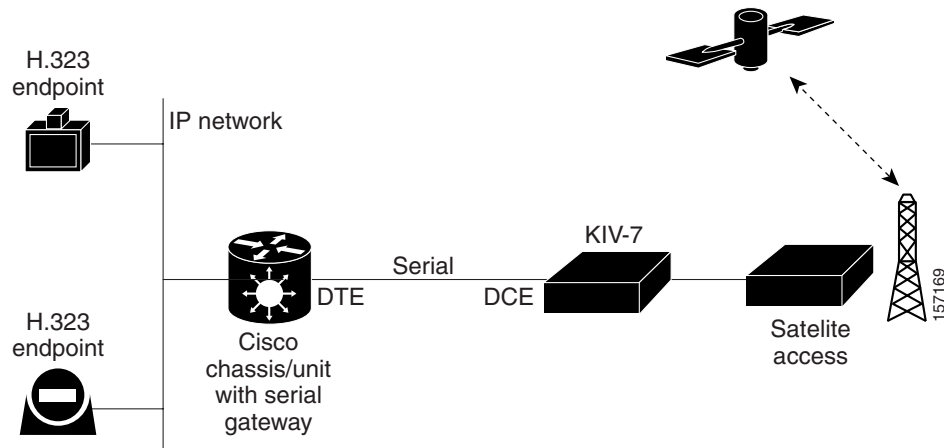 H.323
endpoint
IP network
KIV-7
Serial
DTE
DCE
Cisco
chassis/unit
with serial
gateway
Satelite
access
H.323
endpoint
157169